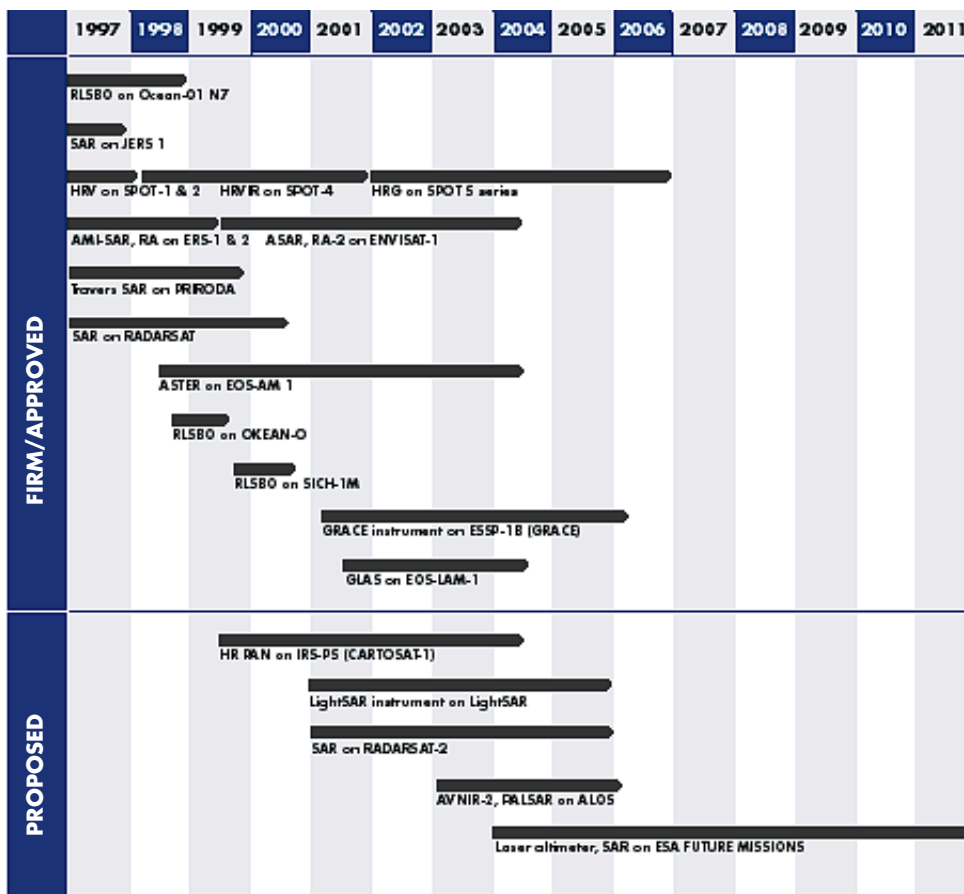 1997 1998 1999 2000 2001 2002 2003 2004 2005 2006 2007 2008 2009 2010 2011
FIRM/APPROVED
RLSBO on Ocean-01 N7
SAR on JERS 1
HRV on SPOT-1 & 2 HRVIR on SPOT-4 HRG on SPOT 5 series
AMI-SAR, RA on ERS-1 & 2 ASAR, RA-2 on ENVISAT-1
Travers SAR on PRIRODA
SAR on RADARSAT
ASTER on EOS-AM 1
RLSBO on OKEAN-O
RLSBO on SICH-1M
GRACE instrument on ESSP-1B (GRACE)
GLAS on EOS-LAM-1
PROPOSED
HR PAN on IRS-P5 (CARTOSAT-1)
LightSAR instrument on LightSAR
SAR on RADARSAT-2
AVNIR-2, PALSAR on ALOS
Laser altimeter, SAR on ESA FUTURE MISSIONS